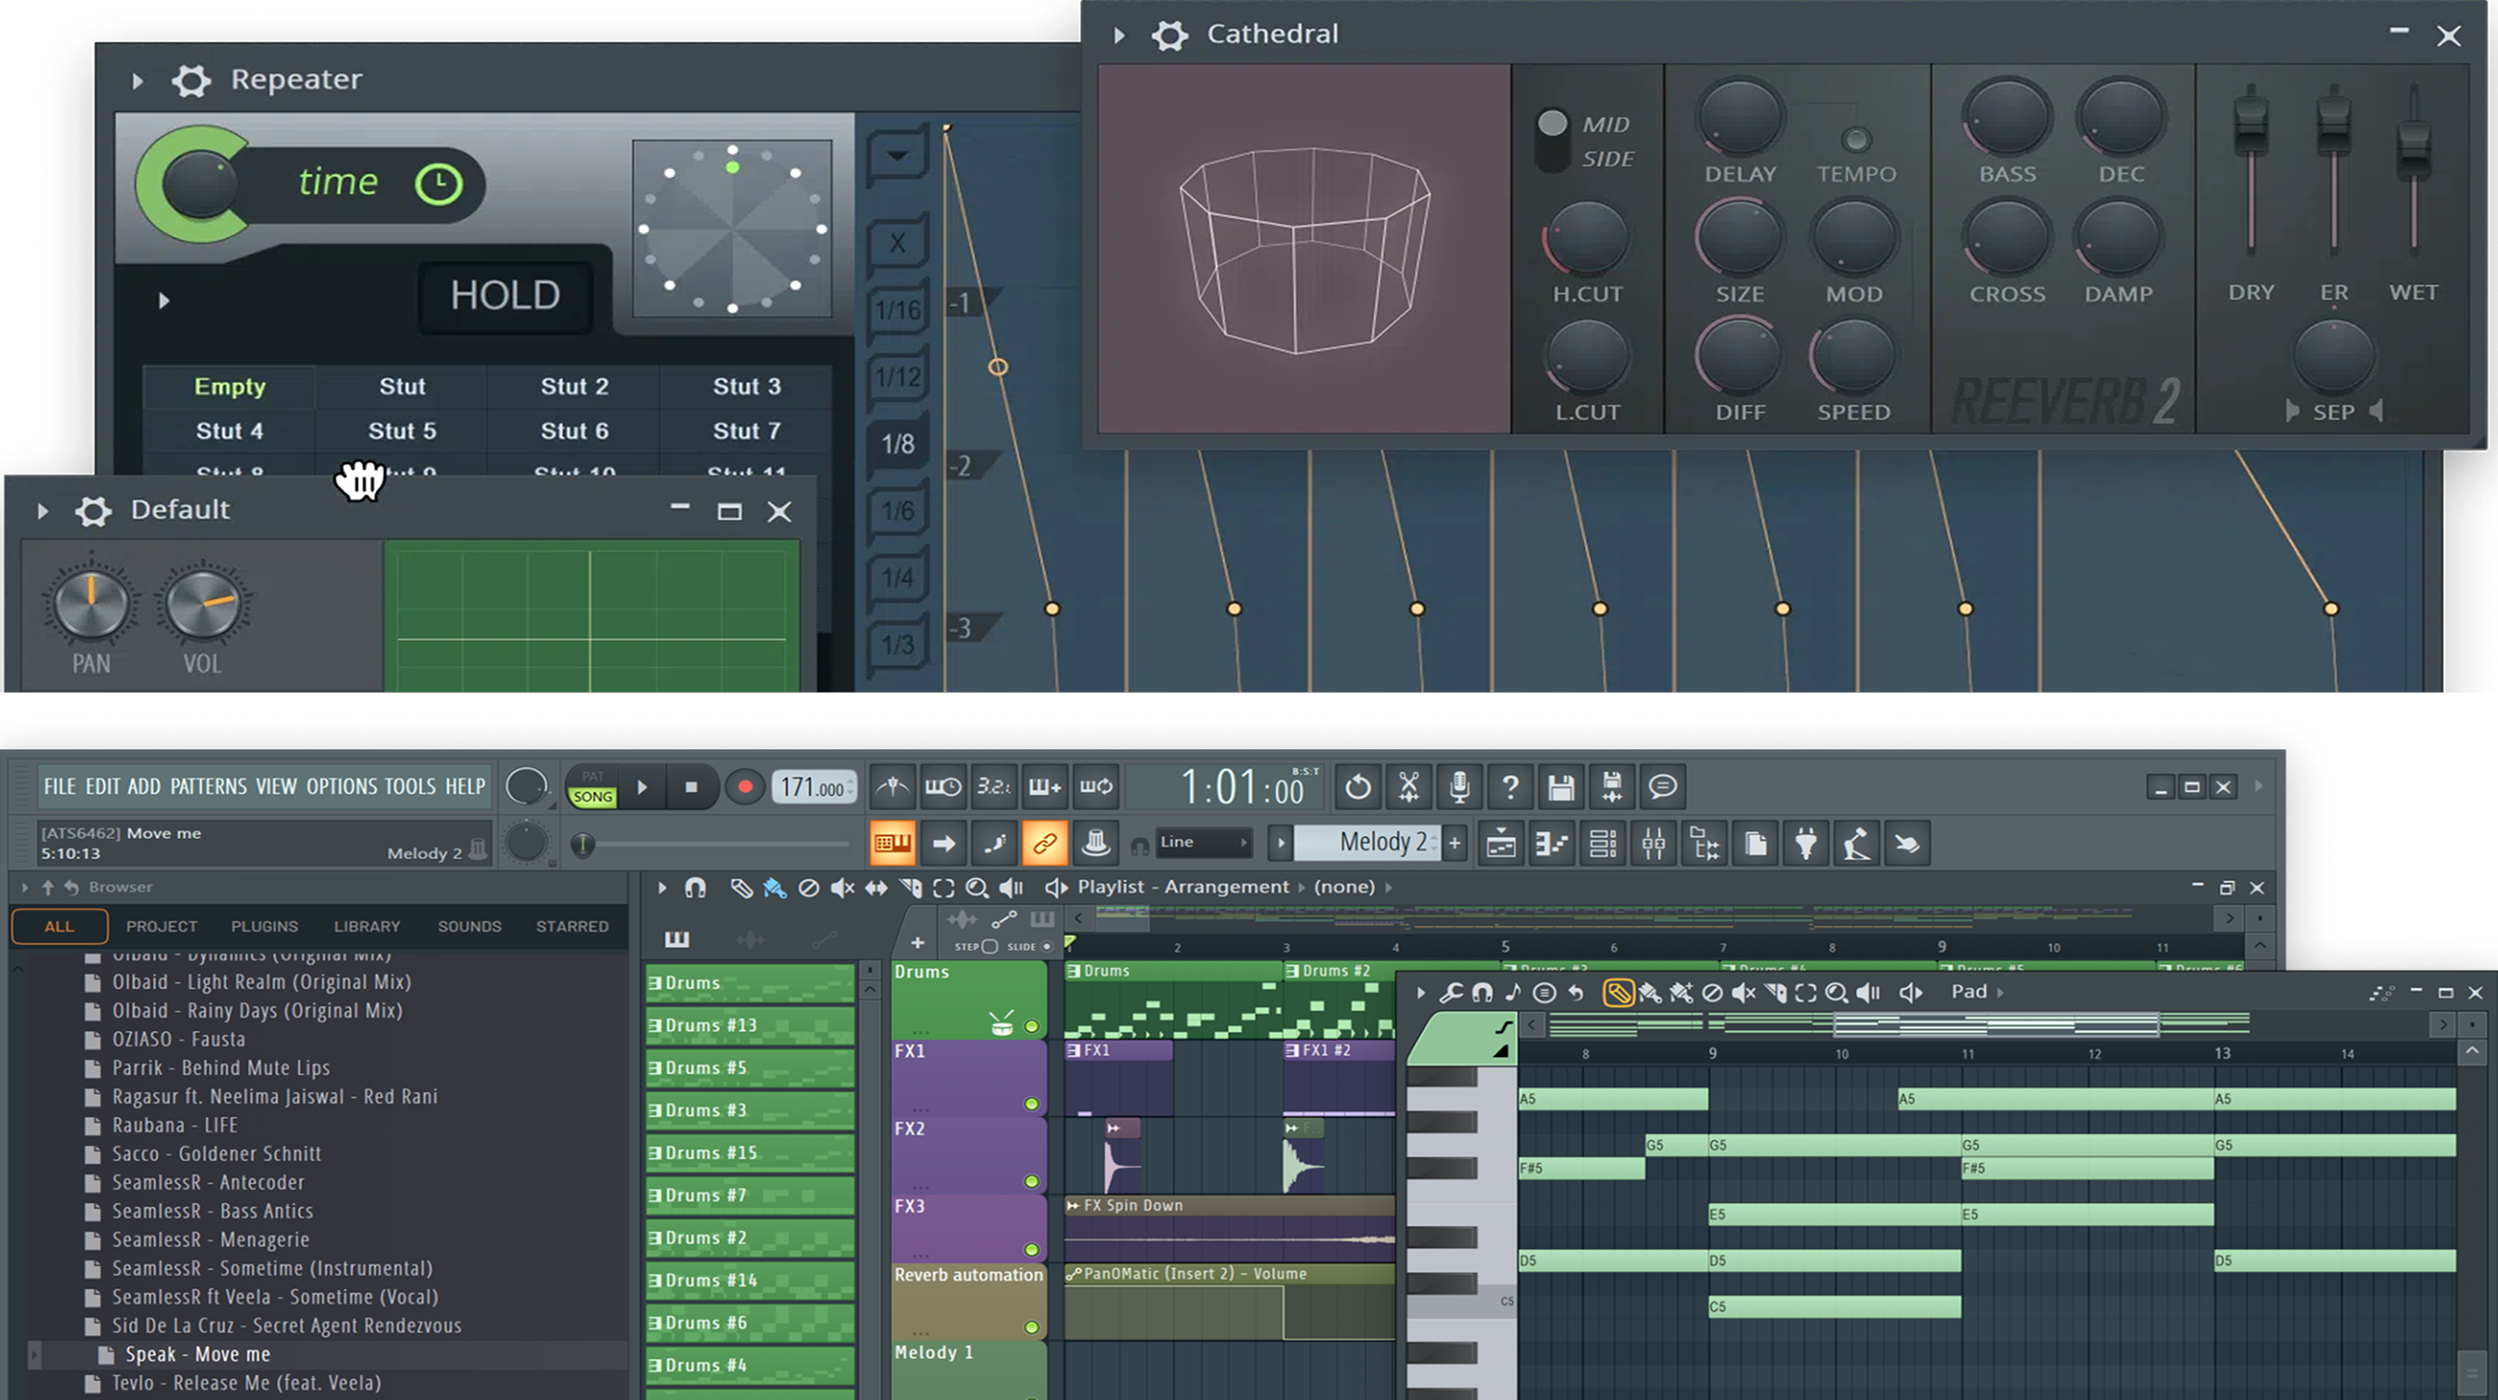 Repeater
time
HOLD
Empty Stut Stut 2 Stut 3
Stut 4 Stut 5 Stut 6 Stut 7
Stut 8 Stut 9 Stut 10 Stut 11
X
1/16
1/12
1/8
1/6
1/4
1/3
-1
-2
-3
Cathedral
MID
SIDE
H.CUT
L.CUT
DELAY TEMPO
SIZE MOD
DIFF SPEED
BASS DEC
CROSS DAMP
REEVERB 2
DRY ER WET
SEP
Default
PAN VOL
FILE EDIT ADD PATTERNS VIEW OPTIONS TOOLS HELP
PAT
SONG
171.000
3.2.
1:01:00
B:S:T
?
[ATS6462] Move me
5:10:13
Melody 2
Line
Melody 2
+
Browser
ALL PROJECT PLUGINS LIBRARY SOUNDS STARRED
Olbaid - Dynamics (Original Mix)
Olbaid - Light Realm (Original Mix)
Olbaid - Rainy Days (Original Mix)
OZIASO - Fausta
Parrik - Behind Mute Lips
Ragasur ft. Neelima Jaiswal - Red Rani
Raubana - LIFE
Sacco - Goldener Schnitt
SeamlessR - Antecoder
SeamlessR - Bass Antics
SeamlessR - Menagerie
SeamlessR - Sometime (Instrumental)
SeamlessR ft Veela - Sometime (Vocal)
Sid De La Cruz - Secret Agent Rendezvous
Speak - Move me
Tevlo - Release Me (feat. Veela)
Playlist - Arrangement (none)
STEP SLIDE
2 3 4 5 6 7 8 9 10 11
Drums
Drums #13
Drums #5
Drums #3
Drums #15
Drums #7
Drums #2
Drums #14
Drums #6
Drums #4
Drums
FX1
FX2
FX3
Reverb automation
Melody 1
Drums Drums #2 Drums #3 Drums #4 Drums #5 Drums #6
FX1 FX1 #2
F..
FX Spin Down
PanOMatic (Insert 2) - Volume
Pad
8 9 10 11 12 13 14
A5 A5 A5
G5 G5 G5 G5
F#5 F#5
E5 E5
D5 D5 D5
C5 C5